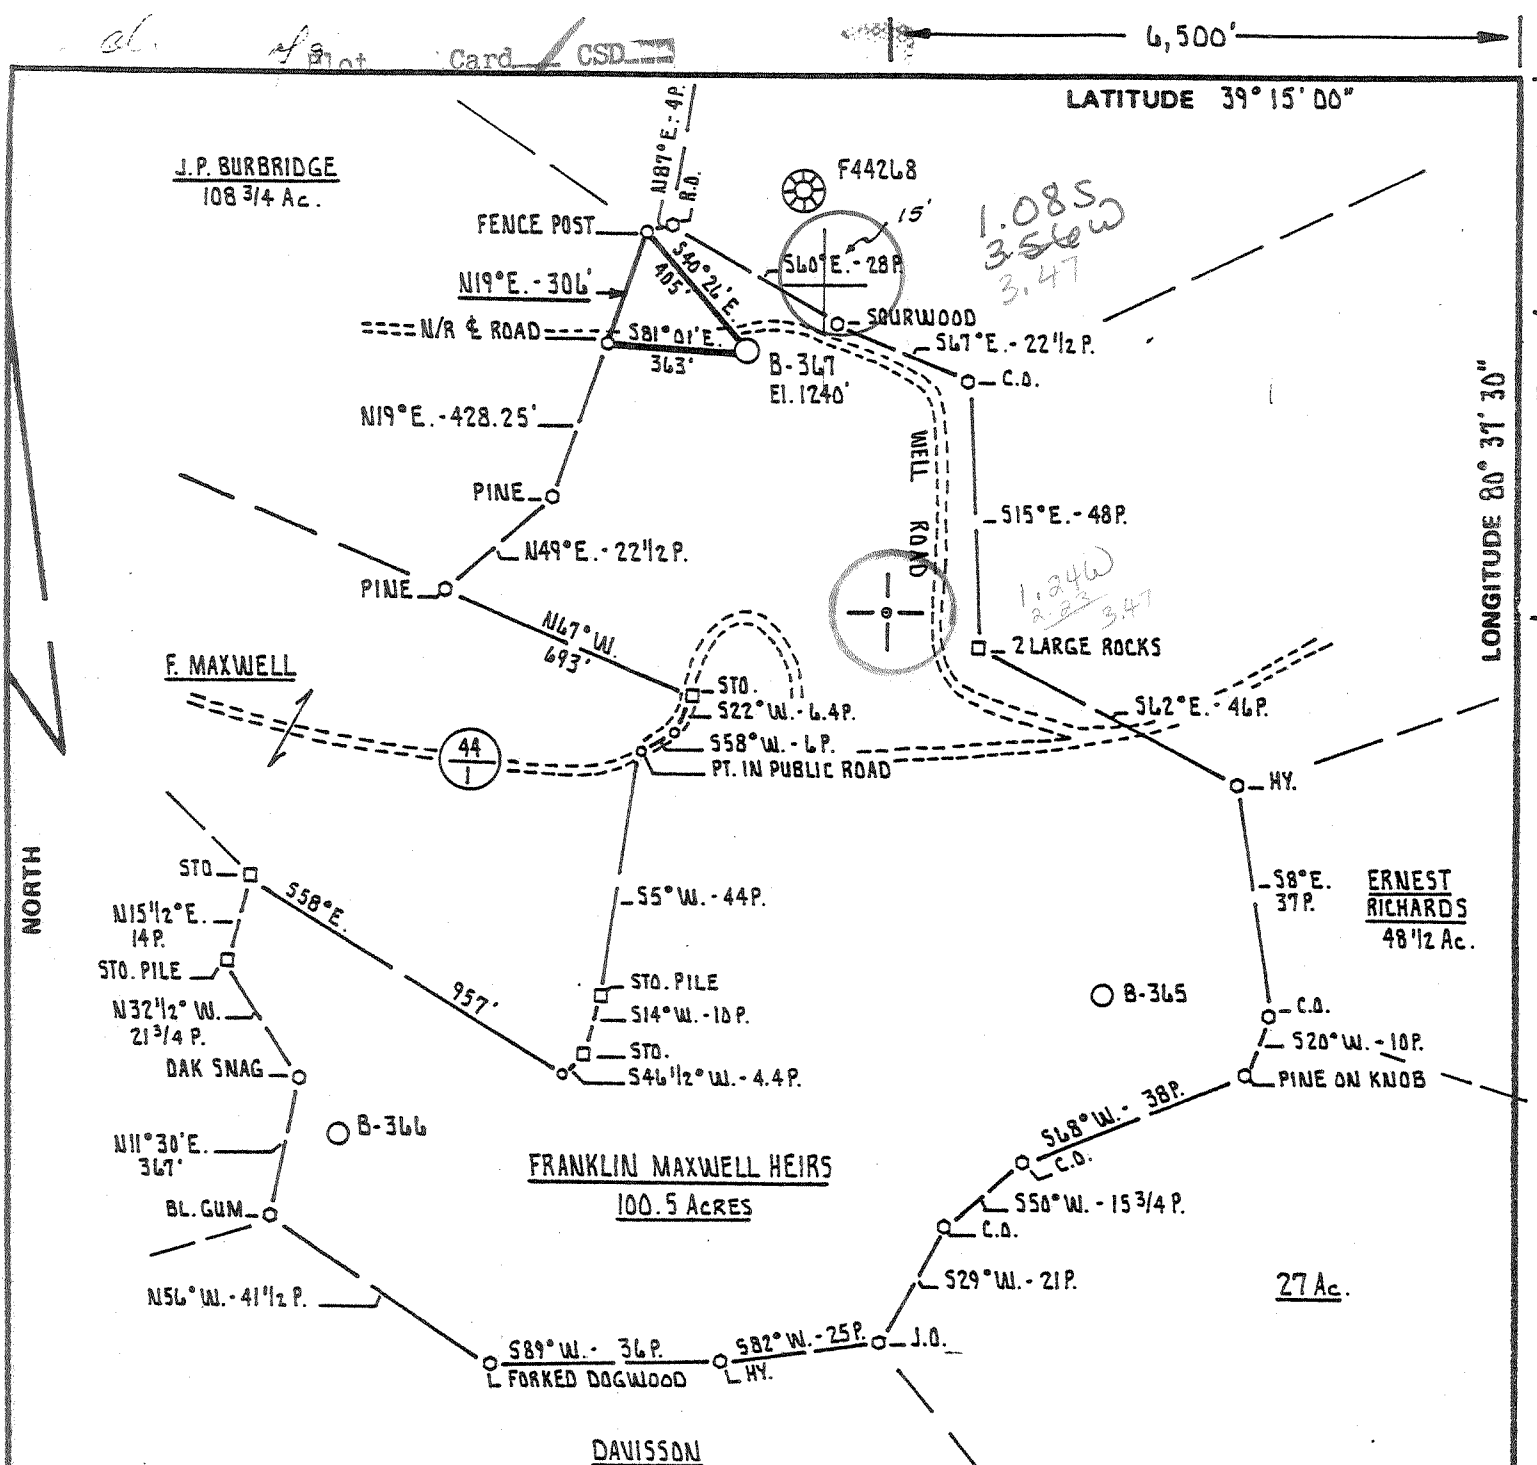 6,500'
Plot Card CSD
LATITUDE 39° 15' 00"
J.P. BURBRIDGE
108 3/4 Ac.
N87°E.-4P.
R.O.
F44268
15'
1.08S
3.56W
3.47
FENCE POST
S40°26'E.
405'
S60°E.-28P.
N19°E.-306'
N/R ℄ ROAD
S81°01'E.
363'
SOURWOOD
S67°E.-22 1/2 P.
B-367
El. 1240'
C.O.
N19°E.-428.25'
LONGITUDE 80° 37' 30"
WELL ROAD
PINE
S15°E.-48P.
N49°E.-22 1/2 P.
PINE
1.24W
2.23
3.47
N67°W.
693'
2 LARGE ROCKS
F. MAXWELL
STO.
S22°W.-6.4P.
S62°E.-46P.
S58°W.-6P.
44
1
PT. IN PUBLIC ROAD
HY.
NORTH
STO
S58°E.
957'
S5°W.-44P.
S8°E.
37P.
ERNEST
RICHARDS
48 1/2 Ac.
N15 1/2°E.
14P.
STO. PILE
STO. PILE
B-365
N32 1/2° W.
21 3/4 P.
S14°W.-10P.
C.O.
STO.
S20°W.-10P.
OAK SNAG
S46 1/2°W.-4.4P.
PINE ON KNOB
B-366
S68°W.-38P.
N11°30'E.
367'
FRANKLIN MAXWELL HEIRS
100.5 ACRES
C.O.
S50°W.-15 3/4 P.
BL. GUM
C.O.
N56°W.-41 1/2 P.
S29°W.-21P.
27 Ac.
S89°W.-36P.
S82°W.-25P.
J.O.
FORKED DOGWOOD
HY.
DAVISSON